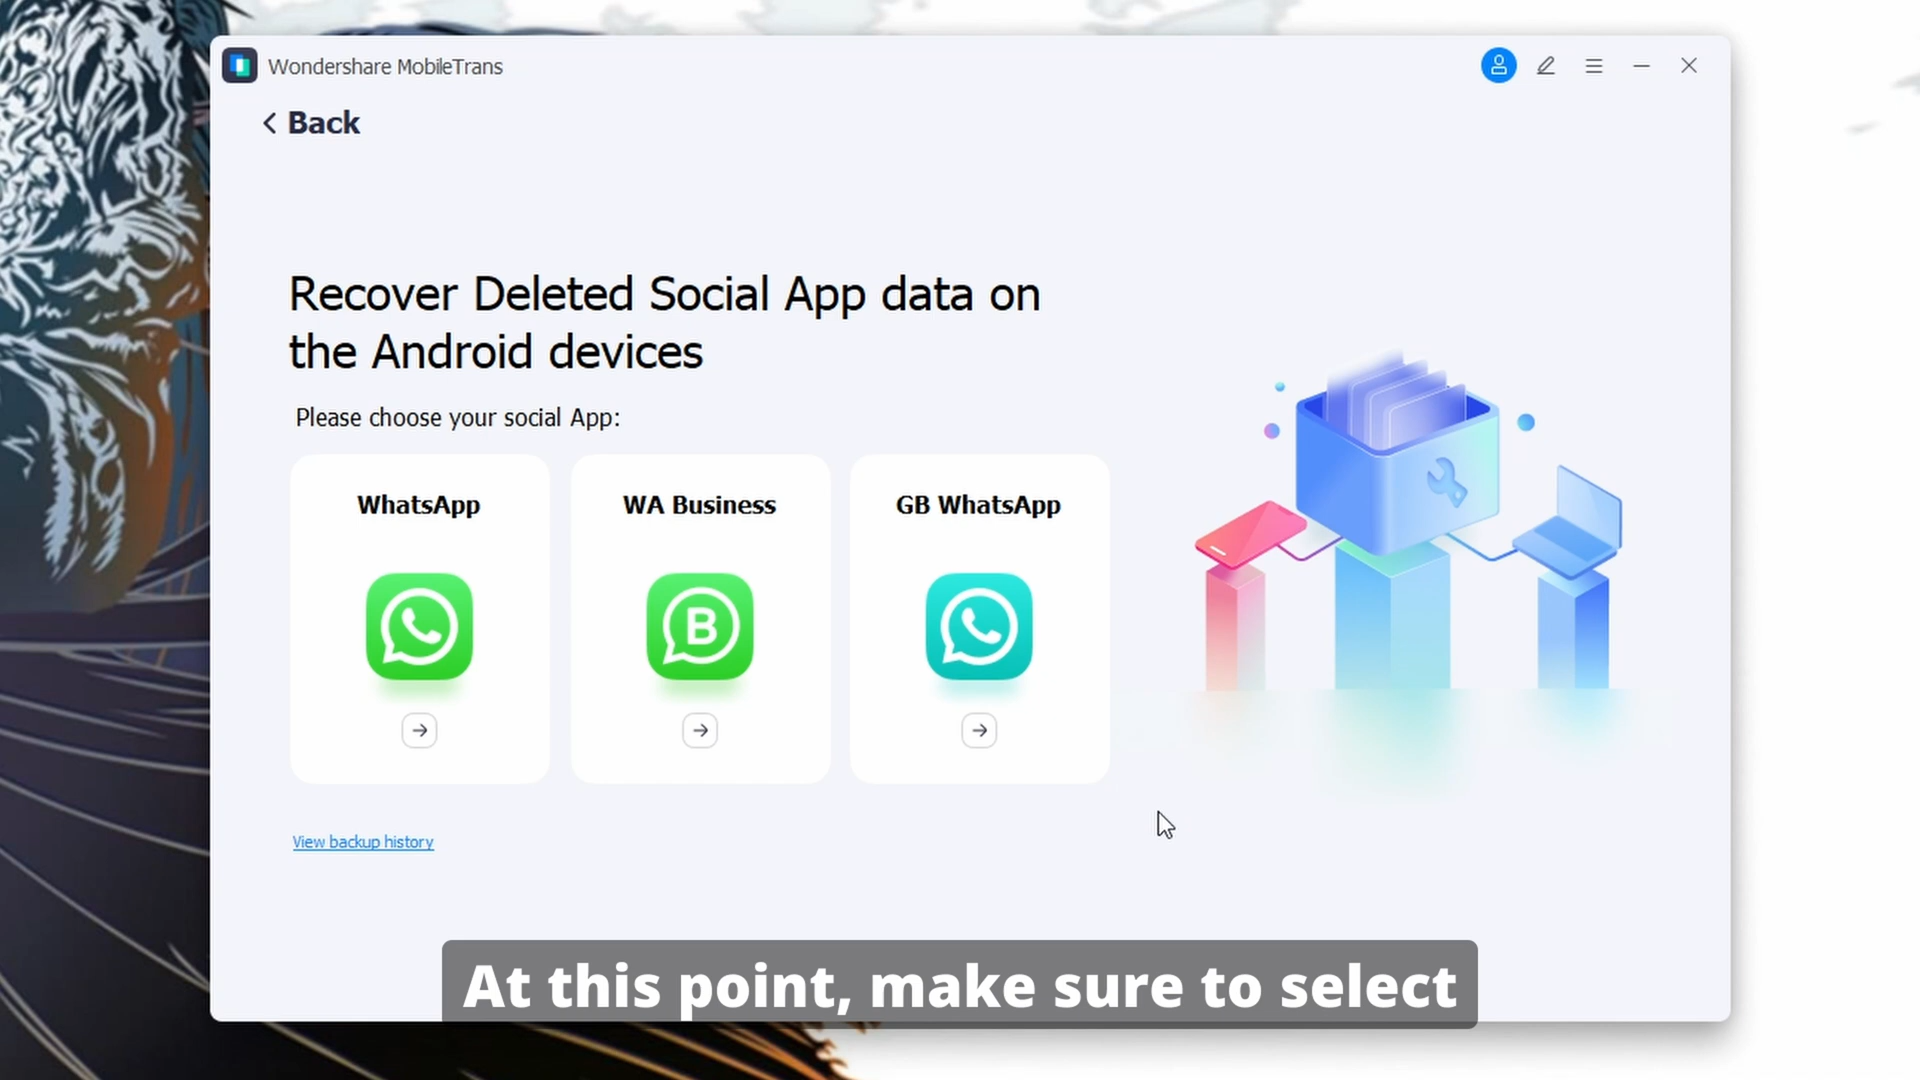 Wondershare MobileTrans
Back
Recover Deleted Social App data on
the Android devices
Please choose your social App:
WhatsApp
WA Business
GB WhatsApp
B
View backup history
At this point, make sure to select